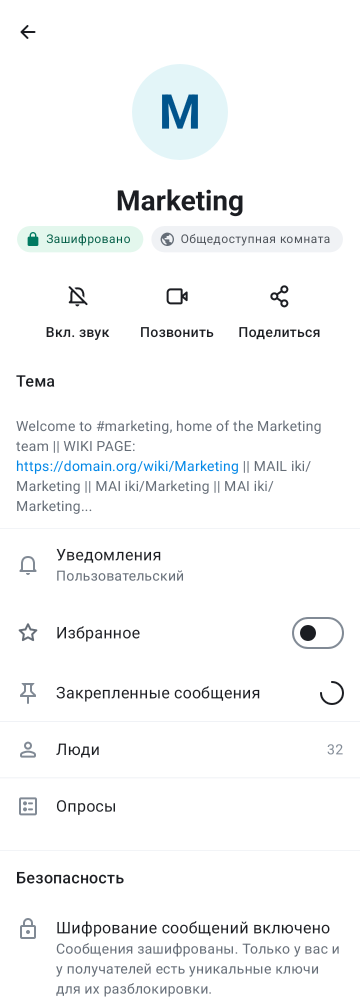 M
Marketing
Зашифровано
Общедоступная комната
Вкл. звук
Позвонить
Поделиться
Тема
Welcome to #marketing, home of the Marketing
team || WIKI PAGE:
https://domain.org/wiki/Marketing || MAIL iki/
Marketing || MAI iki/Marketing || MAI iki/
Marketing...
Уведомления
Пользовательский
Избранное
Закрепленные сообщения
Люди 32
Опросы
Безопасность
Шифрование сообщений включено
Сообщения зашифрованы. Только у вас и
у получателей есть уникальные ключи
для их разблокировки.